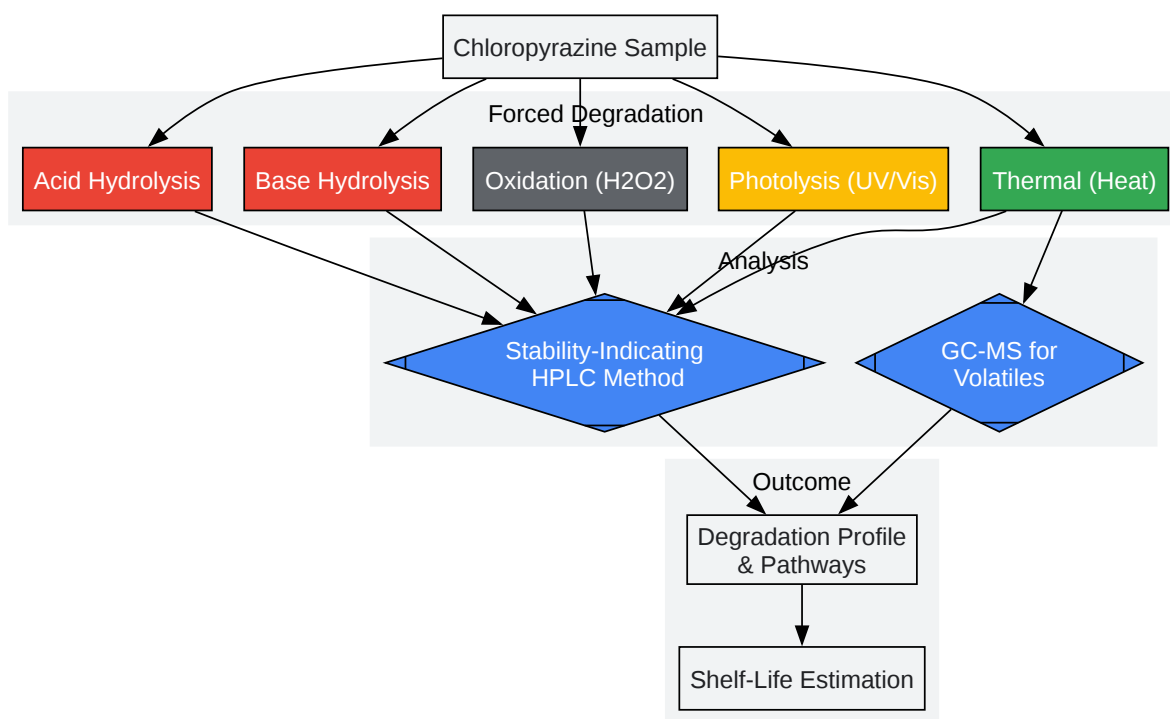 Chloropyrazine Sample
Forced Degradation
Acid Hydrolysis
Base Hydrolysis
Oxidation (H2O2)
Photolysis (UV/Vis)
Thermal (Heat)
Analysis
Stability-Indicating
HPLC Method
GC-MS for
Volatiles
Outcome
Degradation Profile
& Pathways
Shelf-Life Estimation